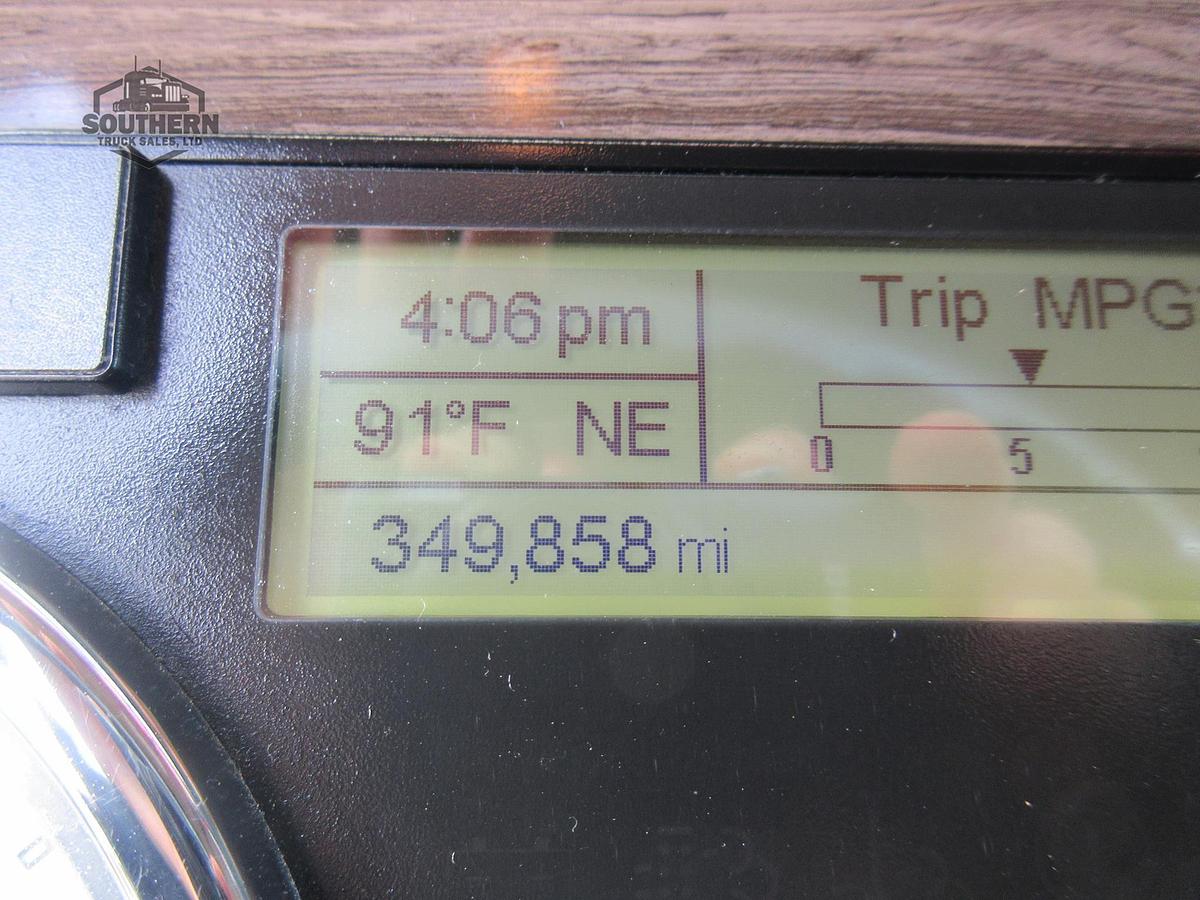 SOUTHERN
TRUCK SALES, LTD
4:06 pm
Trip MPG
91°F NE
0 5
349,858 mi